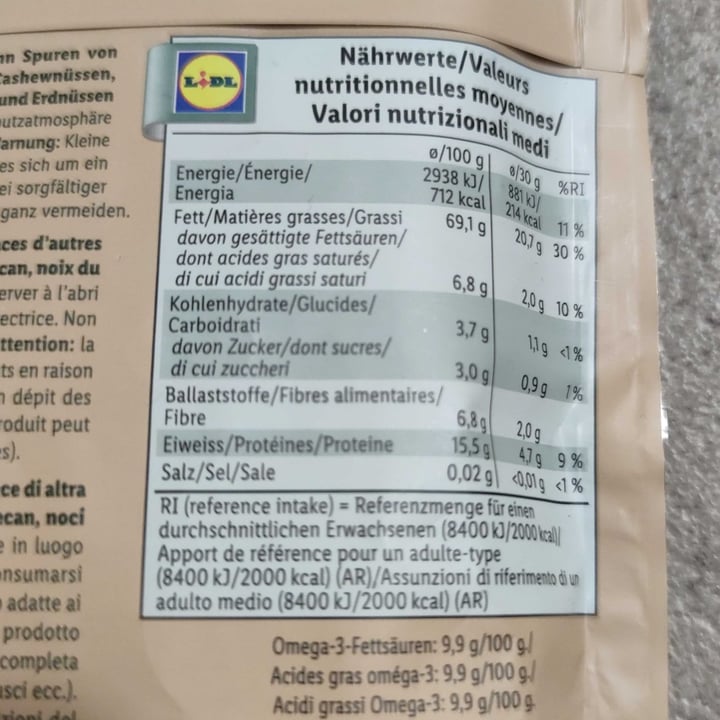 nn Spuren von
Cashewnüssen,
und Erdnüssen
utzatmosphäre
arnung: Kleine
es sich um ein
ei sorgfältiger
ganz vermeiden.
ces d'autres
can, noix du
erver à l'abri
ectrice. Non
ttention: la
ts en raison
n dépit des
roduit peut
s).
ce di altra
ecan, noci
e in luogo
onsumarsi
o adatte ai
prodotto
completa
usci ecc.).
LIDL
Nährwerte/Valeurs
nutritionnelles moyennes/
Valori nutrizionali medi
ø/100 g ø/30 g %RI
Energie/Énergie/ 2938 kJ/ 881 kJ/
Energia 712 kcal 214 kcal 11 %
Fett/Matières grasses/Grassi 69,1 g 20,7 g 30 %
davon gesättigte Fettsäuren/
dont acides gras saturés/
di cui acidi grassi saturi 6,8 g 2,0 g 10 %
Kohlenhydrate/Glucides/
Carboidrati 3,7 g 1,1 g <1 %
davon Zucker/dont sucres/
di cui zuccheri 3,0 g 0,9 g 1 %
Ballaststoffe/Fibres alimentaires/
Fibre 6,8 g 2,0 g
Eiweiss/Protéines/Proteine 15,5 g 4,7 g 9 %
Salz/Sel/Sale 0,02 g <0,01 g <1 %
RI (reference intake) = Referenzmenge für einen
durchschnittlichen Erwachsenen (8400 kJ/2000 kcal)/
Apport de référence pour un adulte-type
(8400 kJ/2000 kcal) (AR)/Assunzioni di riferimento di un
adulto medio (8400 kJ/2000 kcal) (AR)
Omega-3-Fettsäuren: 9,9 g/100 g/
Acides gras oméga-3: 9,9 g/100 g/
Acidi grassi Omega-3: 9,9 g/100 g